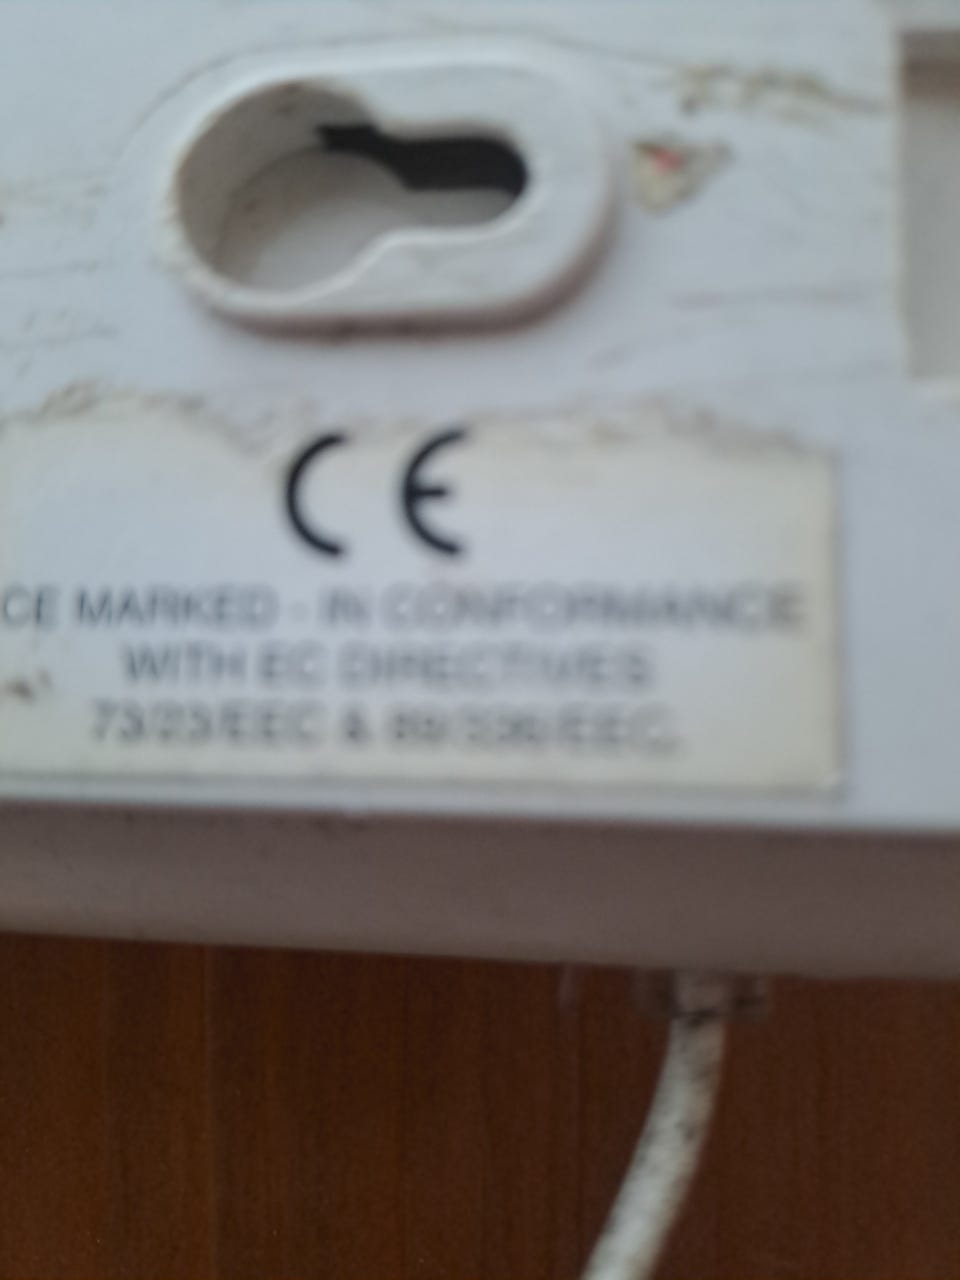 CE
CE MARKED - IN CONFORMANCE
WITH EC DIRECTIVES
73/23/EEC & 89/336/EEC.